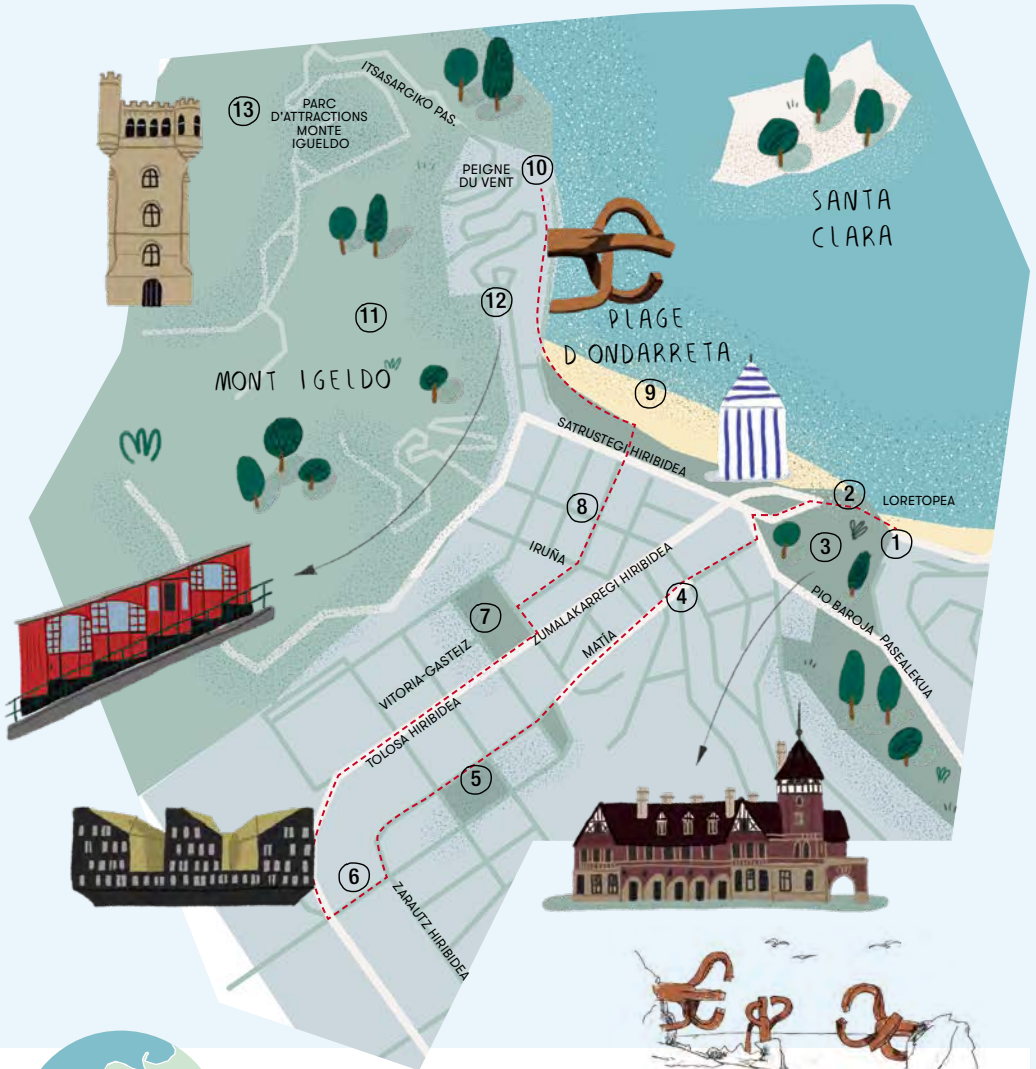 ITSASARGIKO PAS.
13
PARC
D'ATTRACTIONS
MONTE
IGUELDO
PEIGNE
DU VENT
10
SANTA
CLARA
12
11
PLAGE
D ONDARRETA
MONT IGELDO
9
SATRUSTEGI HIRIBIDEA
2
LORETOPEA
8
1
3
IRUÑA
ZUMALAKARREGI HIRIBIDEA
4
PIO BAROJA PASEALEKUA
7
MATÍA
VITORIA-GASTEIZ
TOLOSA HIRIBIDEA
5
6
ZARAUTZ HIRIBIDEA